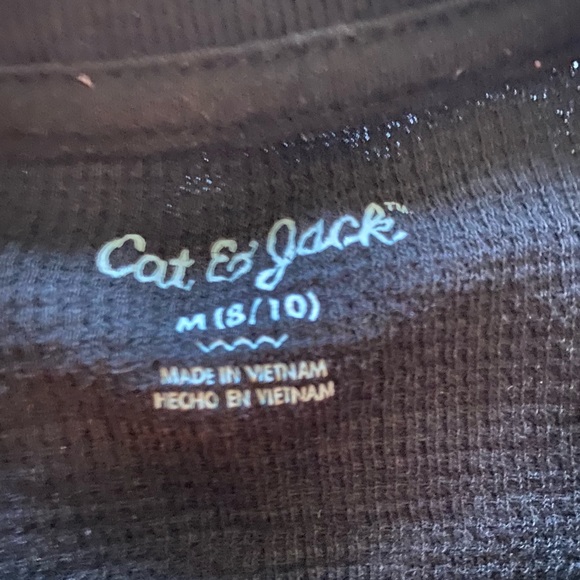 Cat & Jack™
M (8/10)
MADE IN VIETNAM
HECHO EN VIETNAM